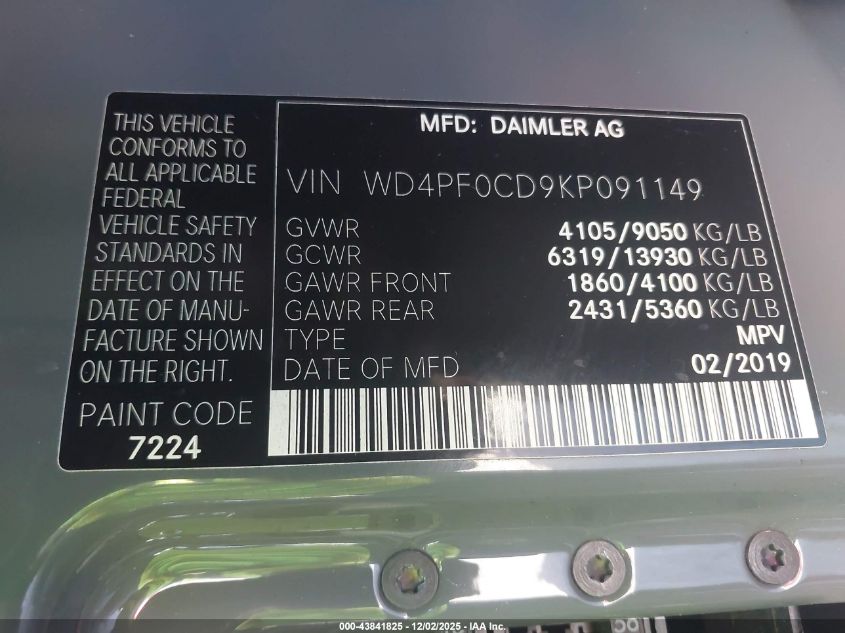 THIS VEHICLE
CONFORMS TO
ALL APPLICABLE
FEDERAL
VEHICLE SAFETY
STANDARDS IN
EFFECT ON THE
DATE OF MANU-
FACTURE SHOWN
ON THE RIGHT.
PAINT CODE
7224
MFD: DAIMLER AG
VIN WD4PF0CD9KP091149
GVWR 4105/9050 KG/LB
GCWR 6319/13930 KG/LB
GAWR FRONT 1860/4100 KG/LB
GAWR REAR 2431/5360 KG/LB
TYPE MPV
DATE OF MFD 02/2019
000-43841825 - 12/02/2025 - IAA Inc.